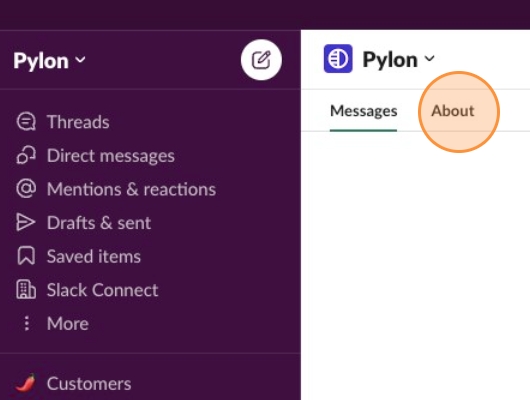 Pylon
Threads
Direct messages
Mentions & reactions
Drafts & sent
Saved items
Slack Connect
More
Customers
Pylon
Messages About